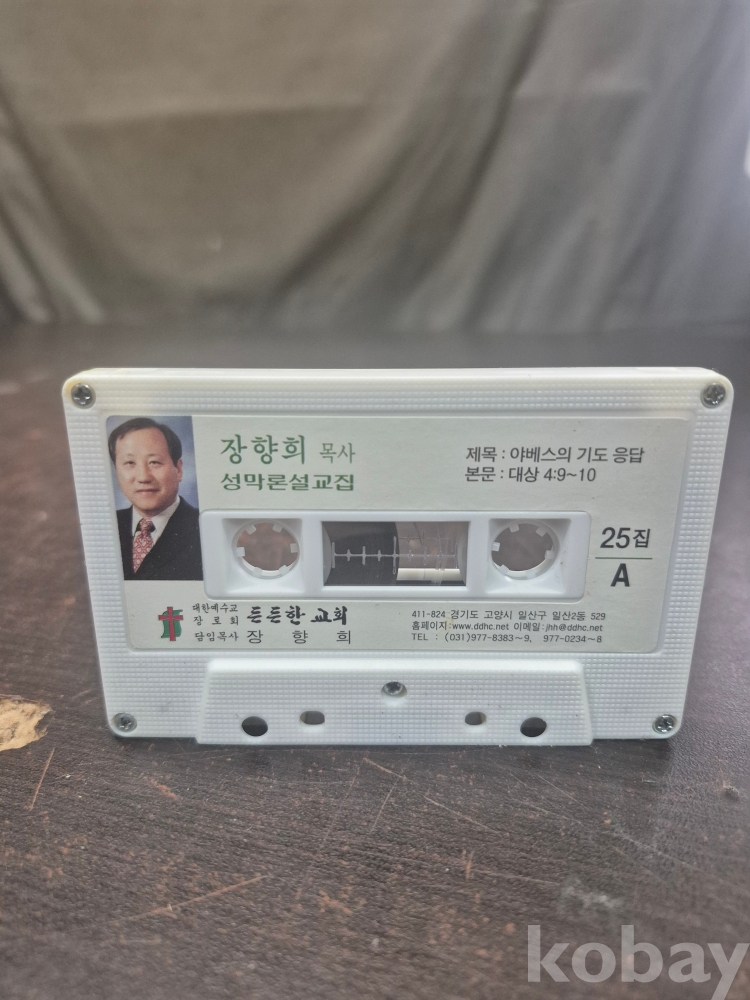 장향희 목사
성막론설교집
제목 : 야베스의 기도 응답
본문 : 대상 4:9~10
25집
A
대한예수교
장로회 든든한 교회
담임목사 장 향 희
411-824 경기도 고양시 일산구 일산2동 529
홈페이지:www.ddhc.net 이메일:jhh@ddhc.net
TEL : (031)977-8383~9, 977-0234~8
kobay